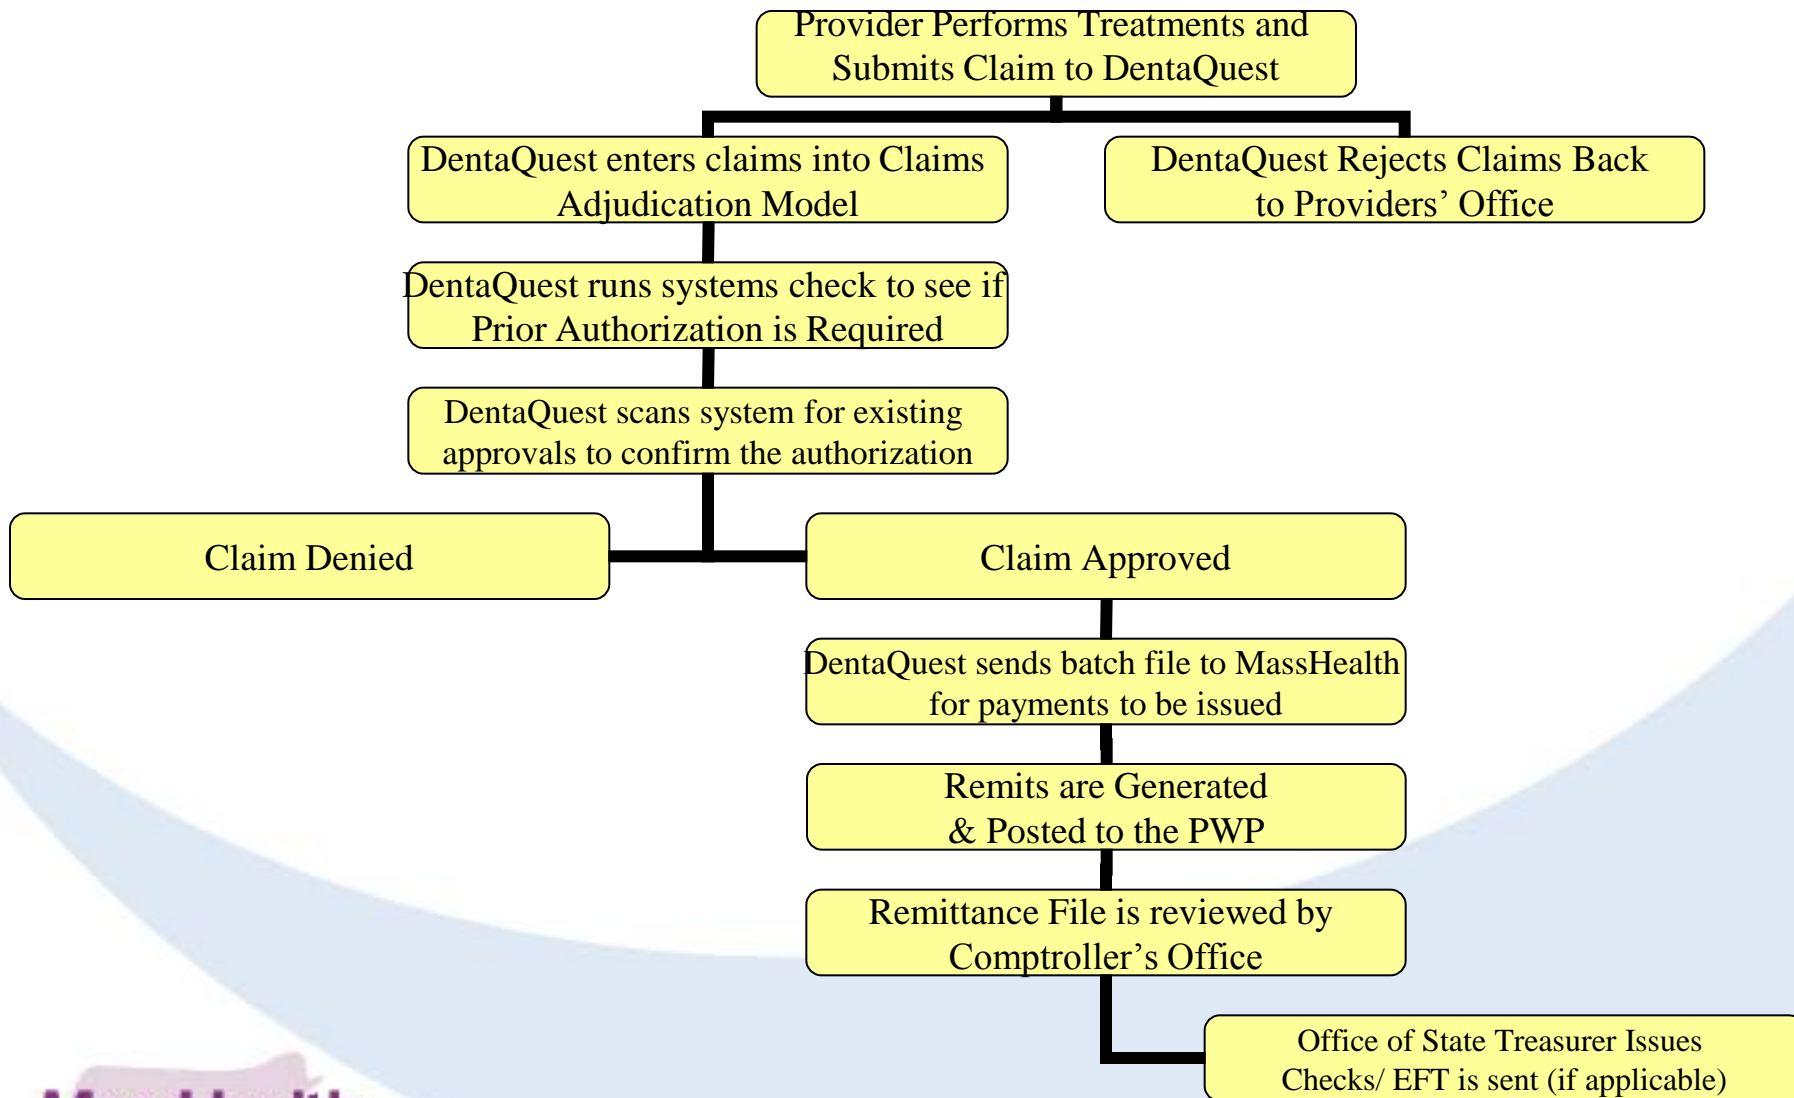 Provider Performs Treatments and
Submits Claim to DentaQuest
DentaQuest enters claims into Claims
Adjudication Model
DentaQuest Rejects Claims Back
to Providers’ Office
DentaQuest runs systems check to see if
Prior Authorization is Required
DentaQuest scans system for existing
approvals to confirm the authorization
Claim Denied
Claim Approved
DentaQuest sends batch file to MassHealth
for payments to be issued
Remits are Generated
& Posted to the PWP
Remittance File is reviewed by
Comptroller’s Office
Office of State Treasurer Issues
Checks/ EFT is sent (if applicable)